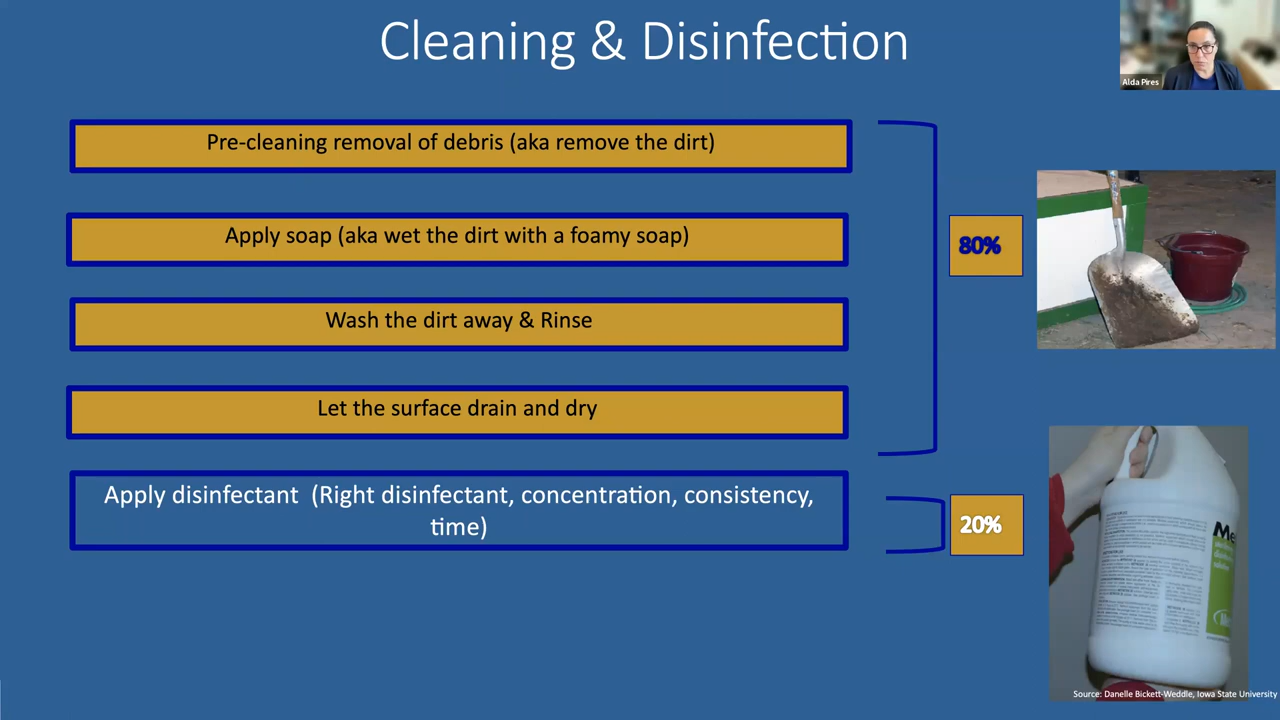 Cleaning & Disinfection
Alda Pires
Pre-cleaning removal of debris (aka remove the dirt)
Apply soap (aka wet the dirt with a foamy soap)
80%
Wash the dirt away & Rinse
Let the surface drain and dry
Apply disinfectant  (Right disinfectant, concentration, consistency,
time)
20%
Source: Danelle Bickett-Weddle, Iowa State University